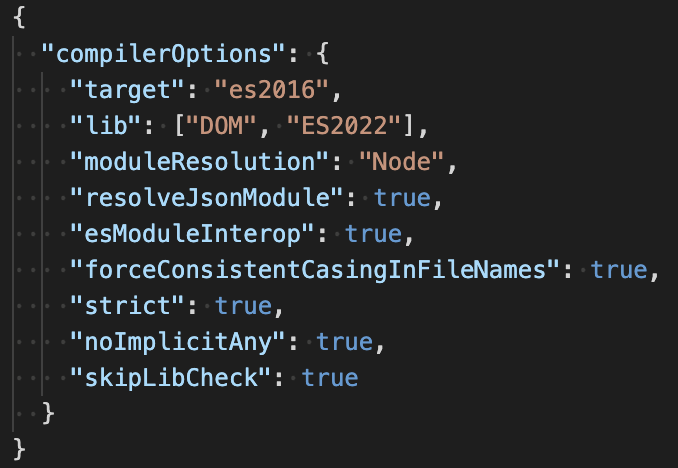 {
  "compilerOptions": {
    "target": "es2016",
    "lib": ["DOM", "ES2022"],
    "moduleResolution": "Node",
    "resolveJsonModule": true,
    "esModuleInterop": true,
    "forceConsistentCasingInFileNames": true,
    "strict": true,
    "noImplicitAny": true,
    "skipLibCheck": true
  }
}